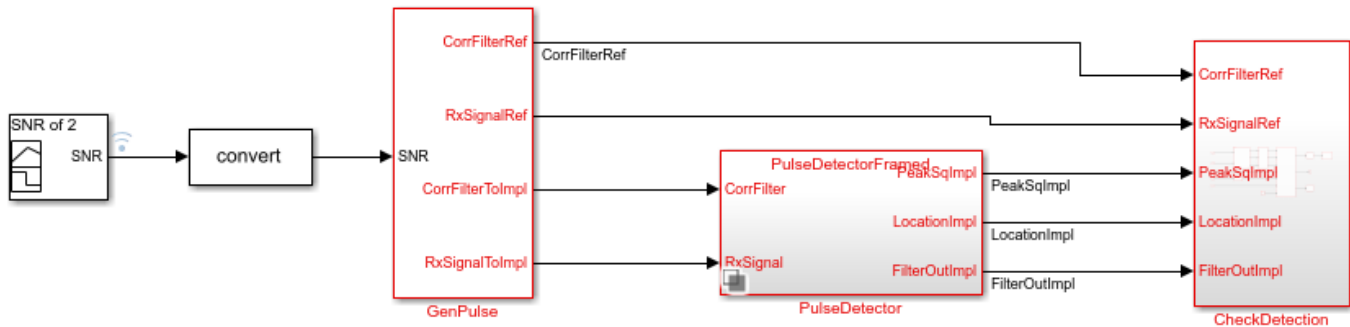 SNR of 2
SNR
convert
SNR
CorrFilterRef
RxSignalRef
CorrFilterToImpl
RxSignalToImpl
GenPulse
CorrFilterRef
PulseDetectorFramed
CorrFilter
RxSignal
PeakSqImpl
LocationImpl
FilterOutImpl
PulseDetector
PeakSqImpl
LocationImpl
FilterOutImpl
CorrFilterRef
RxSignalRef
PeakSqImpl
LocationImpl
FilterOutImpl
CheckDetection